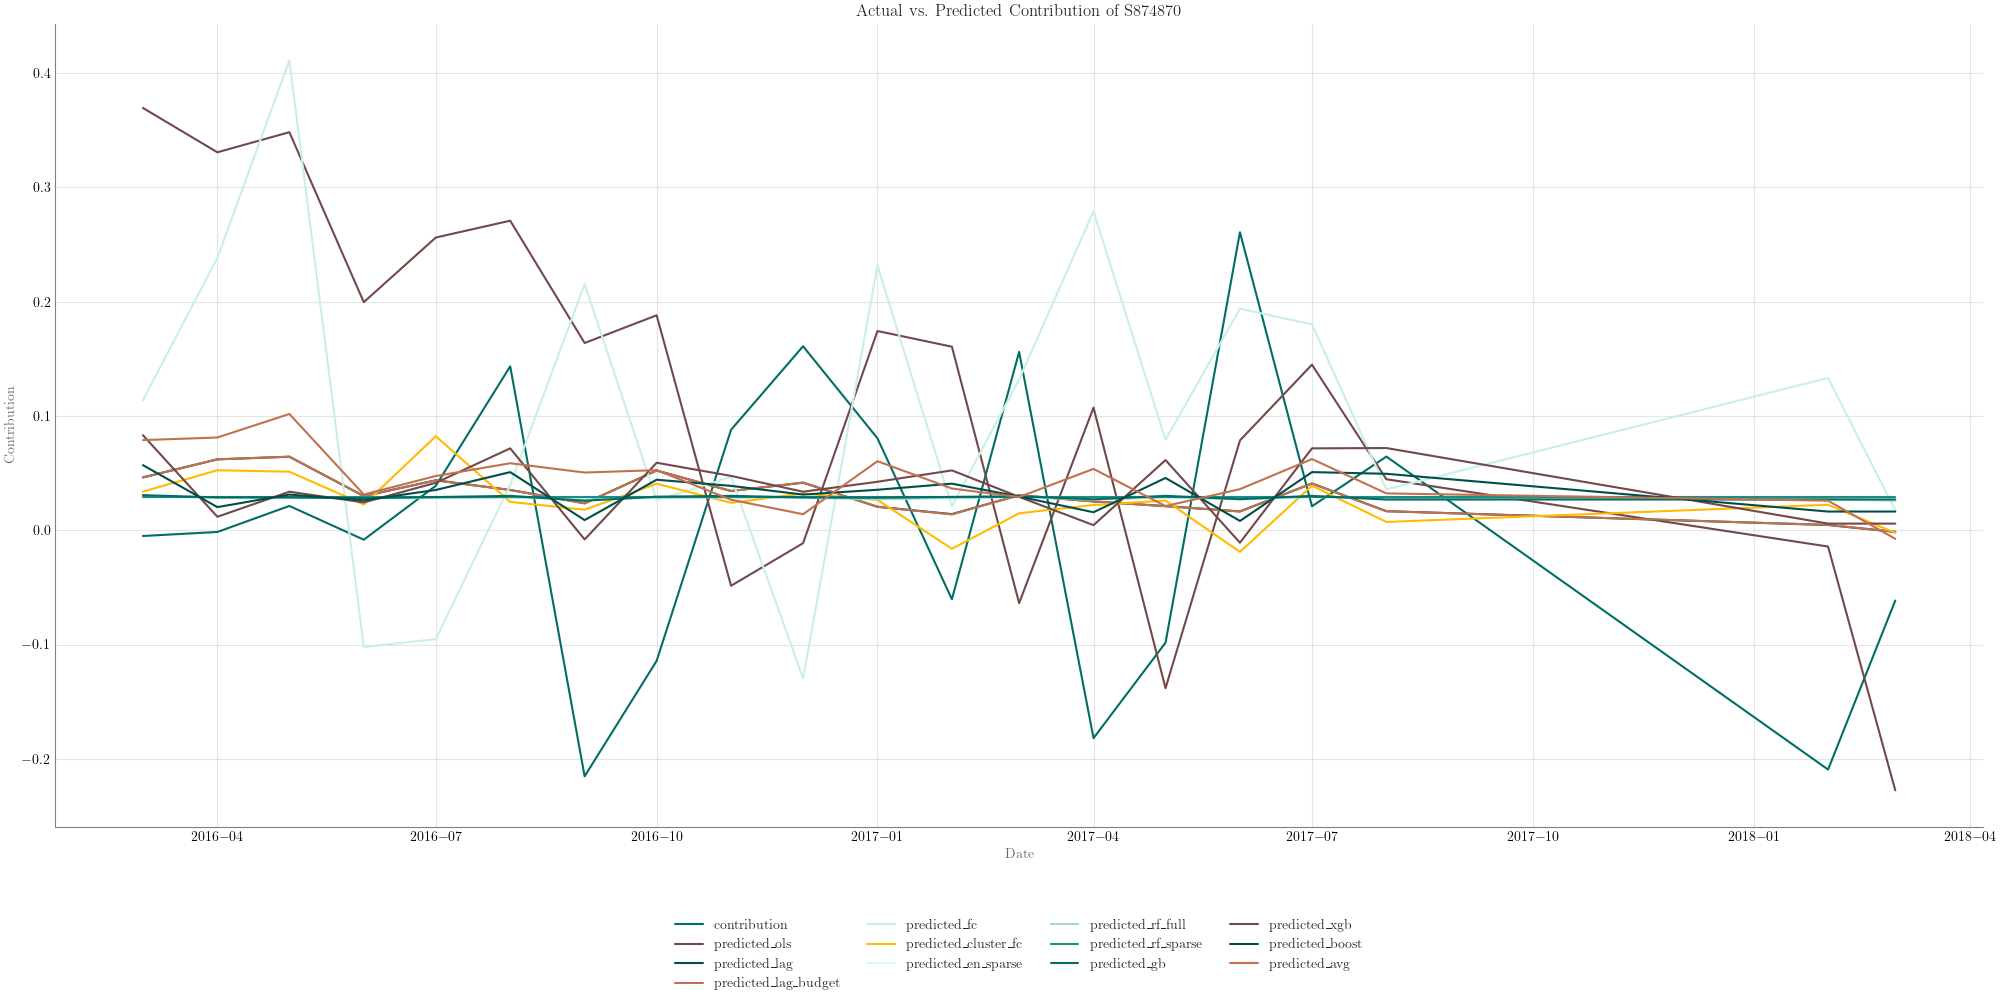 Actual vs. Predicted Contribution of S874870
0.4
0.3
0.2
0.1
0.0
−0.1
−0.2
Contribution
2016−04 2016−07 2016−10 2017−01 2017−04 2017−07 2017−10 2018−01 2018−04
Date
contribution predicted_fc predicted_rf_full predicted_xgb
predicted_ols predicted_cluster_fc predicted_rf_sparse predicted_boost
predicted_lag predicted_en_sparse predicted_gb predicted_avg
predicted_lag_budget